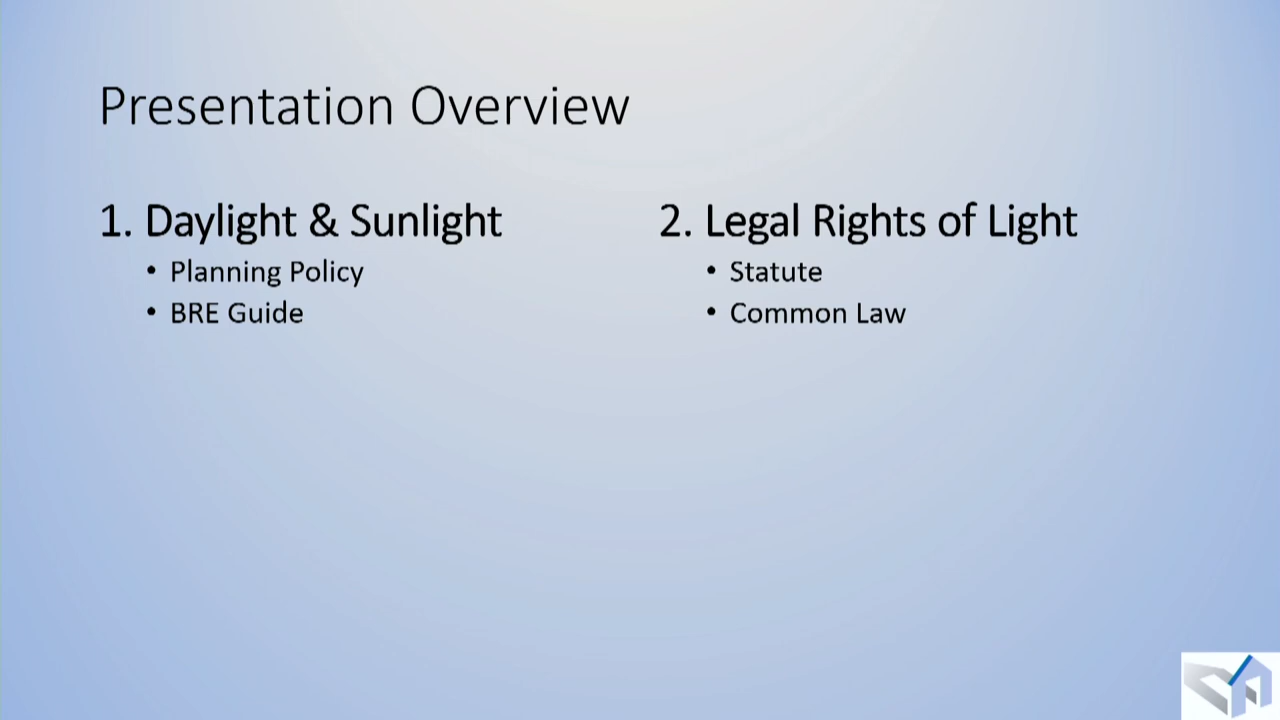 Presentation Overview
1. Daylight & Sunlight
• Planning Policy
• BRE Guide
2. Legal Rights of Light
• Statute
• Common Law